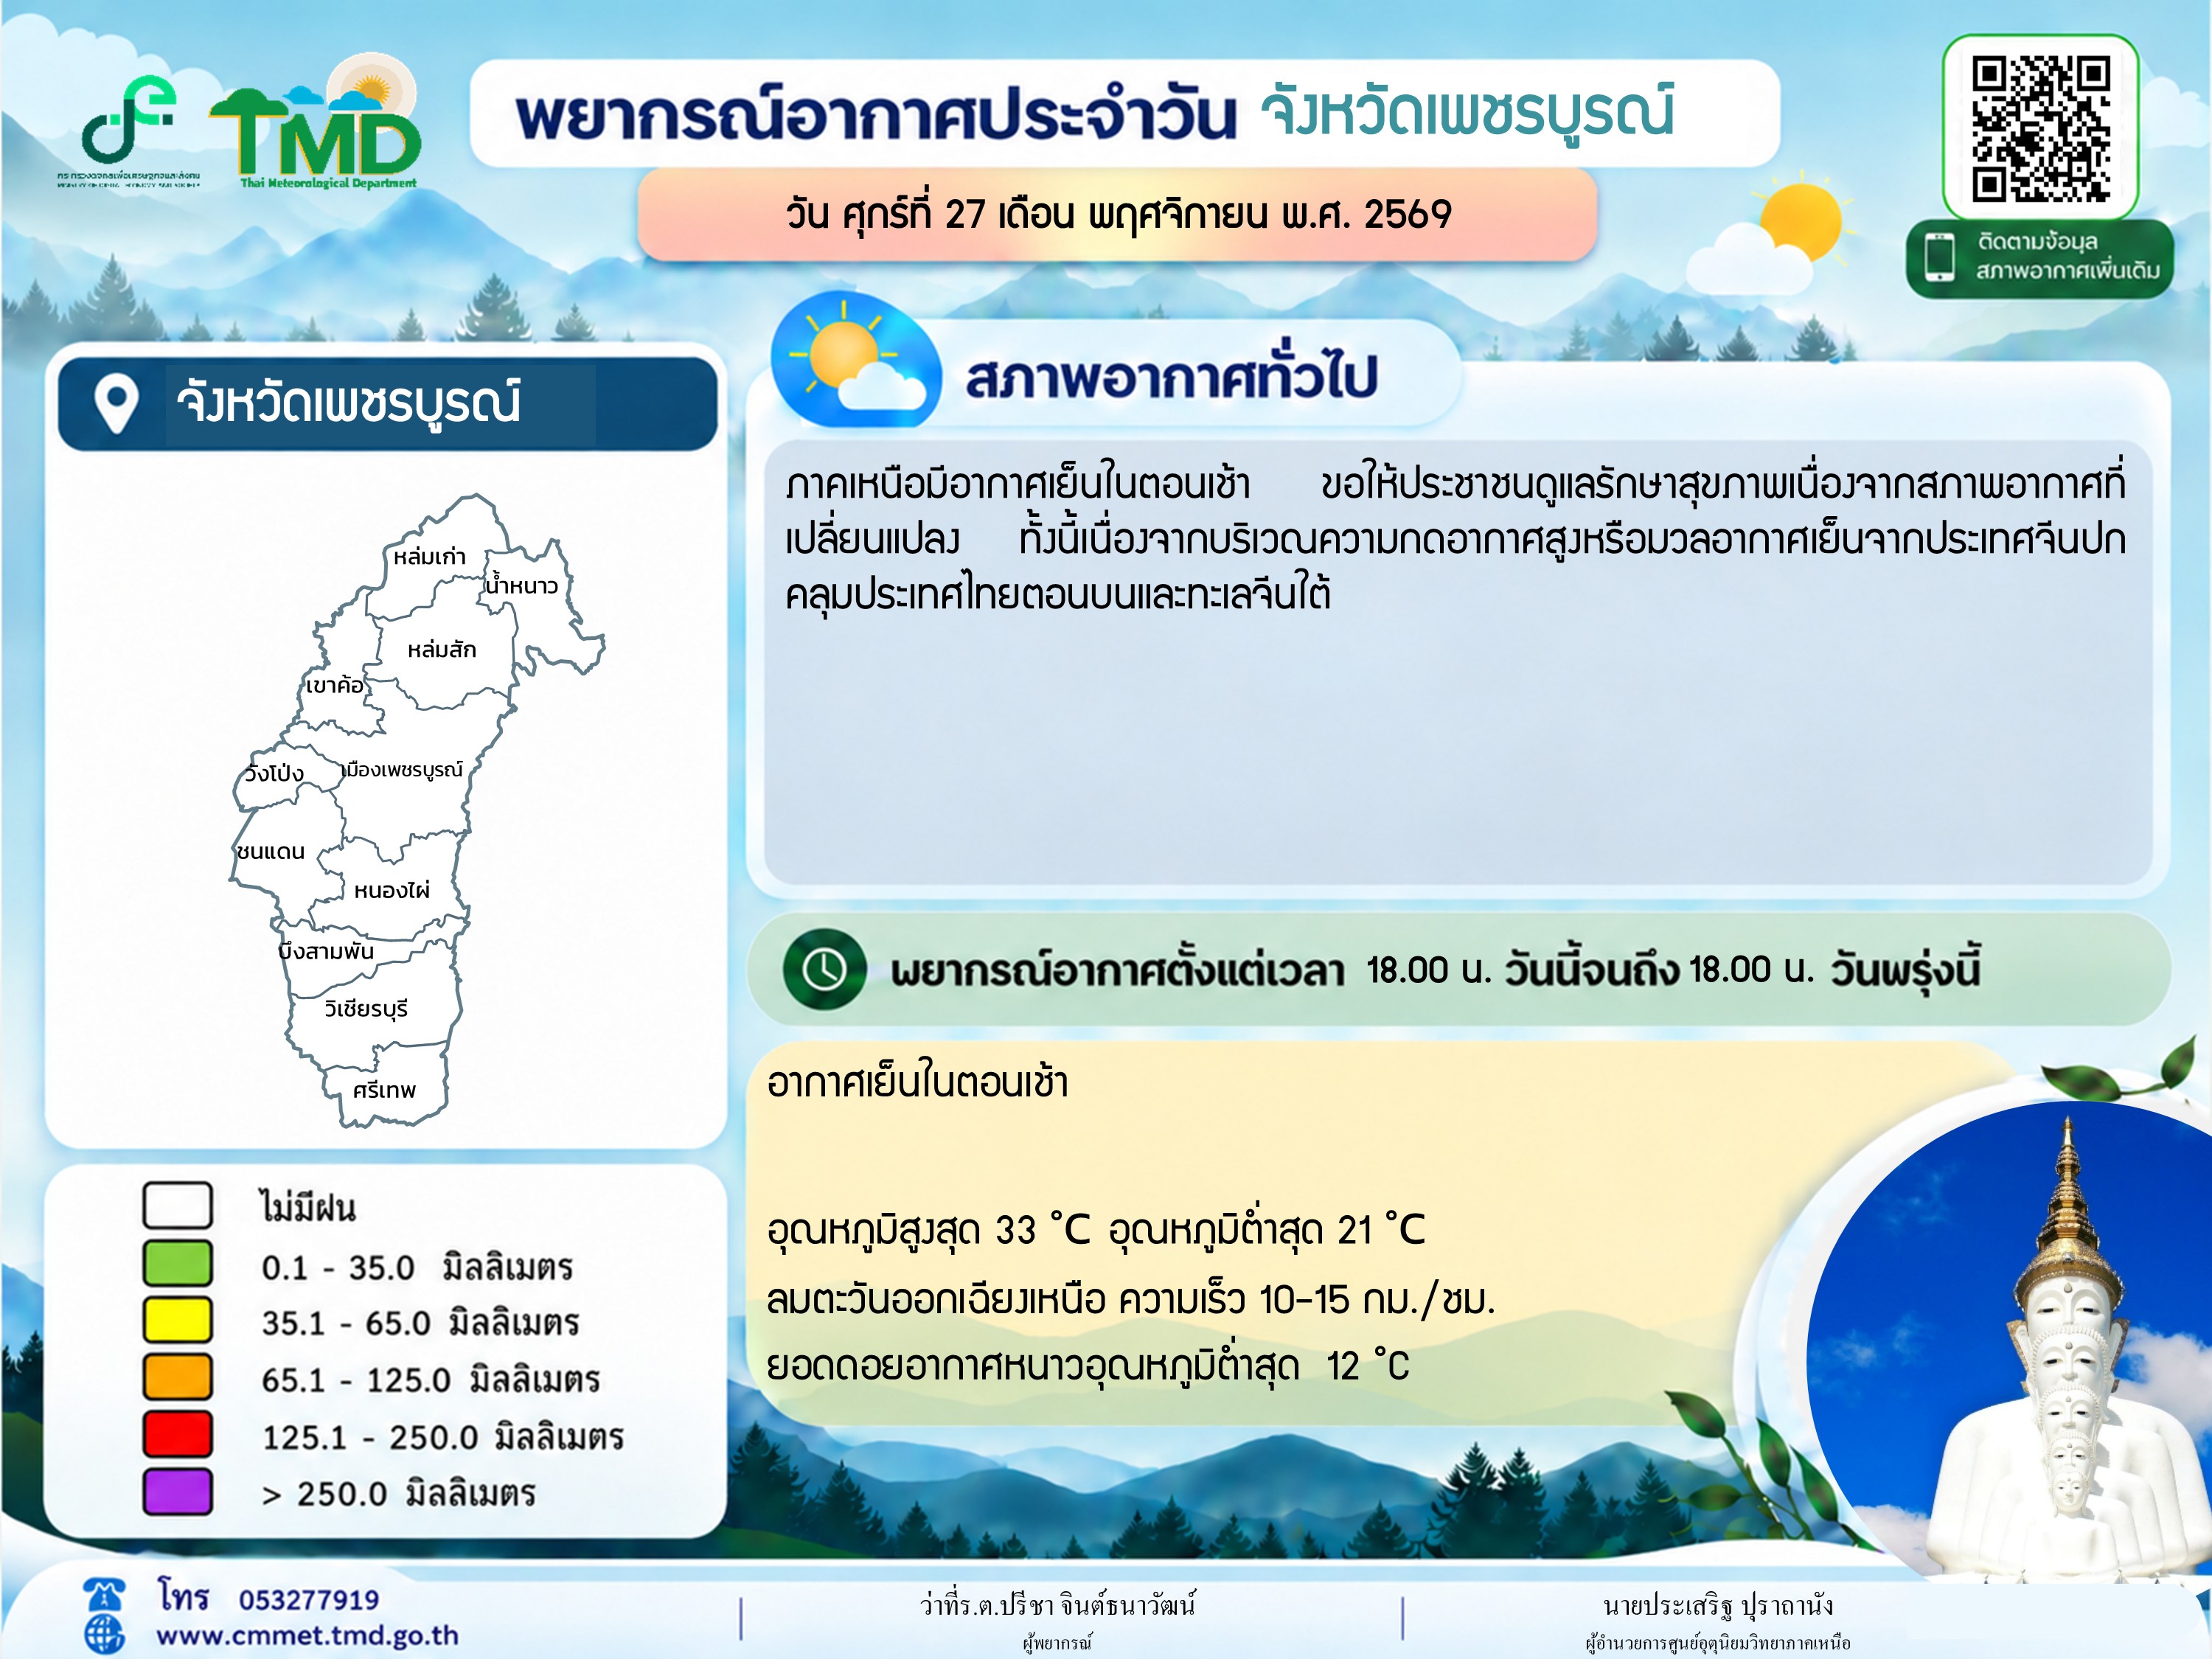 พยากรณ์อากาศประจำวัน จังหวัดเพชรบูรณ์
TMD
Thai Meteorological Department
วัน ศุกร์ที่ 27 เดือน พฤศจิกายน พ.ศ. 2569
ติดตามข้อมูล
สภาพอากาศเพิ่มเติม
จังหวัดเพชรบูรณ์
หล่มเก่า
น้ำหนาว
หล่มสัก
เขาค้อ
วังโป่ง
เมืองเพชรบูรณ์
ชนแดน
หนองไผ่
บึงสามพัน
วิเชียรบุรี
ศรีเทพ
ไม่มีฝน
0.1 - 35.0 มิลลิเมตร
35.1 - 65.0 มิลลิเมตร
65.1 - 125.0 มิลลิเมตร
125.1 - 250.0 มิลลิเมตร
> 250.0 มิลลิเมตร
สภาพอากาศทั่วไป
ภาคเหนือมีอากาศเย็นในตอนเช้า ขอให้ประชาชนดูแลรักษาสุขภาพเนื่องจากสภาพอากาศที่
เปลี่ยนแปลง ทั้งนี้เนื่องจากบริเวณความกดอากาศสูงหรือมวลอากาศเย็นจากประเทศจีนปก
คลุมประเทศไทยตอนบนและทะเลจีนใต้
พยากรณ์อากาศตั้งแต่เวลา 18.00 น. วันนี้จนถึง 18.00 น. วันพรุ่งนี้
อากาศเย็นในตอนเช้า
อุณหภูมิสูงสุด 33 °C อุณหภูมิต่ำสุด 21 °C
ลมตะวันออกเฉียงเหนือ ความเร็ว 10-15 กม./ชม.
ยอดดอยอากาศหนาวอุณหภูมิต่ำสุด 12 °C
โทร 053277919
www.cmmet.tmd.go.th
ว่าที่ร.ต.ปรีชา จินต์ธนาวัฒน์
ผู้พยากรณ์
นายประเสริฐ ปุราถานัง
ผู้อำนวยการศูนย์อุตุนิยมวิทยาภาคเหนือ